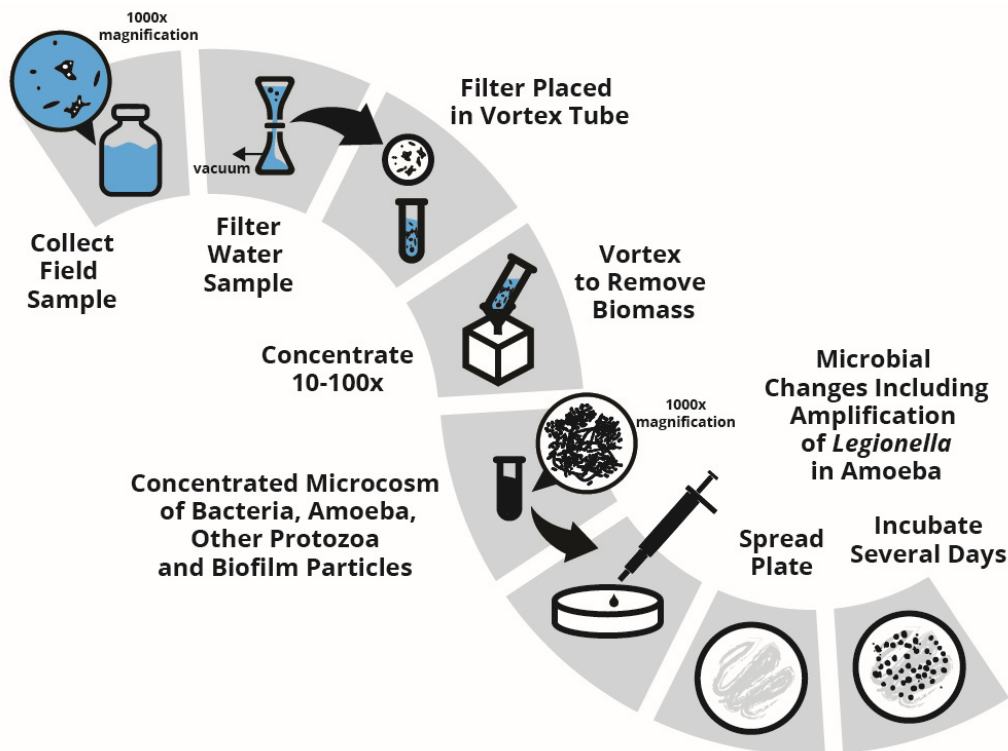 1000x
magnification
vacuum
Collect
Field
Sample
Filter
Water
Sample
Filter Placed
in Vortex Tube
Vortex
to Remove
Biomass
Concentrate
10-100x
1000x
magnification
Concentrated Microcosm
of Bacteria, Amoeba,
Other Protozoa
and Biofilm Particles
Microbial
Changes Including
Amplification
of Legionella
in Amoeba
Spread
Plate
Incubate
Several Days